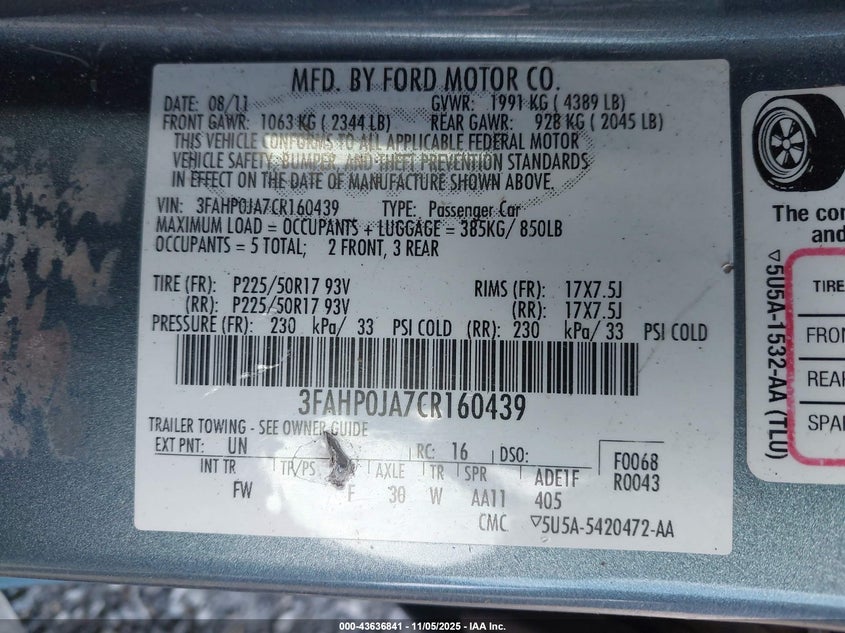 MFD. BY FORD MOTOR CO.
DATE: 08/11 GVWR: 1991 KG ( 4389 LB)
FRONT GAWR: 1063 KG ( 2344 LB) REAR GAWR: 928 KG ( 2045 LB)
THIS VEHICLE CONFORMS TO ALL APPLICABLE FEDERAL MOTOR
VEHICLE SAFETY, BUMPER, AND THEFT PREVENTION STANDARDS
IN EFFECT ON THE DATE OF MANUFACTURE SHOWN ABOVE.
VIN: 3FAHP0JA7CR160439 TYPE: Passenger Car
MAXIMUM LOAD = OCCUPANTS + LUGGAGE = 385KG/ 850LB
OCCUPANTS = 5 TOTAL; 2 FRONT, 3 REAR
TIRE (FR): P225/50R17 93V RIMS (FR): 17X7.5J
(RR): P225/50R17 93V (RR): 17X7.5J
PRESSURE (FR): 230 kPa/ 33 PSI COLD (RR): 230 kPa/ 33 PSI COLD
3FAHP0JA7CR160439
TRAILER TOWING - SEE OWNER GUIDE
EXT PNT: UN RC: 16 DSO: F0068
INT TR TP/PS AXLE TR SPR ADE1F R0043
FW F 30 W AA11 405
CMC ▽5U5A-5420472-AA
▽5U5A-1532-AA (TLU)
The
and
TIRE
FRON
REAR
SPAR
000-43636841 - 11/05/2025 - IAA Inc.